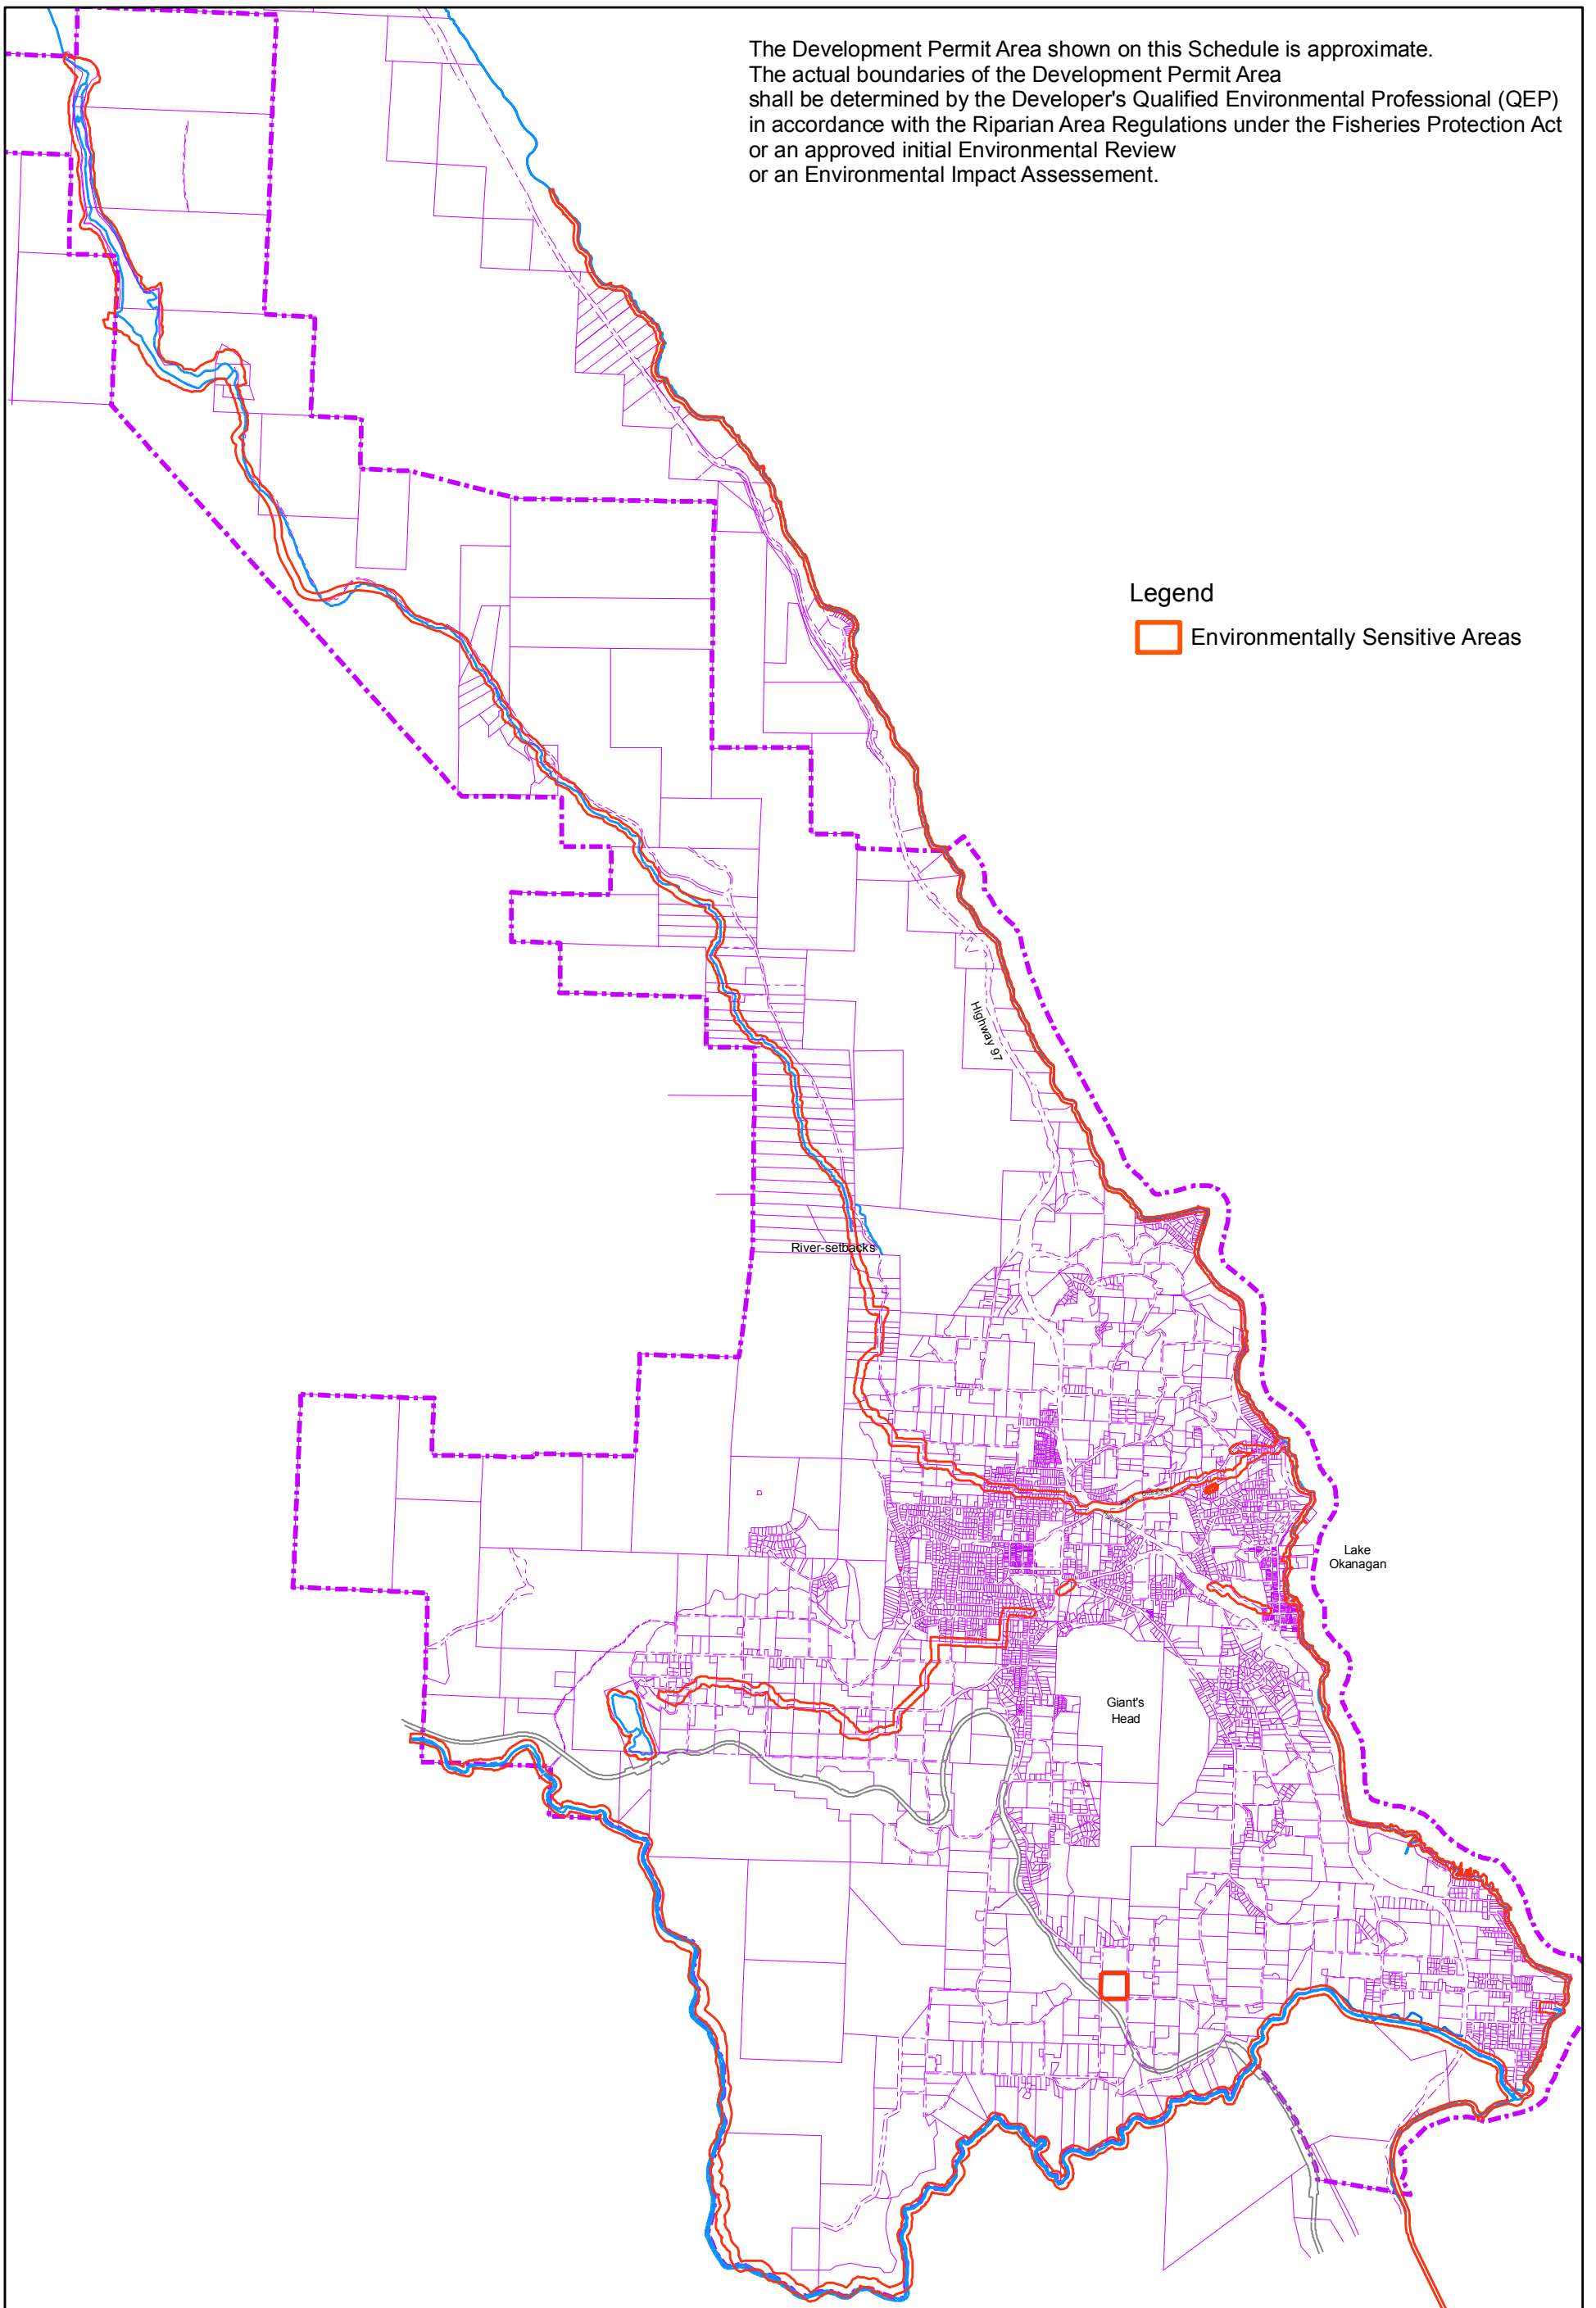 The Development Permit Area shown on this Schedule is approximate.
The actual boundaries of the Development Permit Area
shall be determined by the Developer's Qualified Environmental Professional (QEP)
in accordance with the Riparian Area Regulations under the Fisheries Protection Act
or an approved initial Environmental Review
or an Environmental Impact Assessement.
Legend
Environmentally Sensitive Areas
Highway 97
River-setbacks
Lake
Okanagan
Giant's
Head